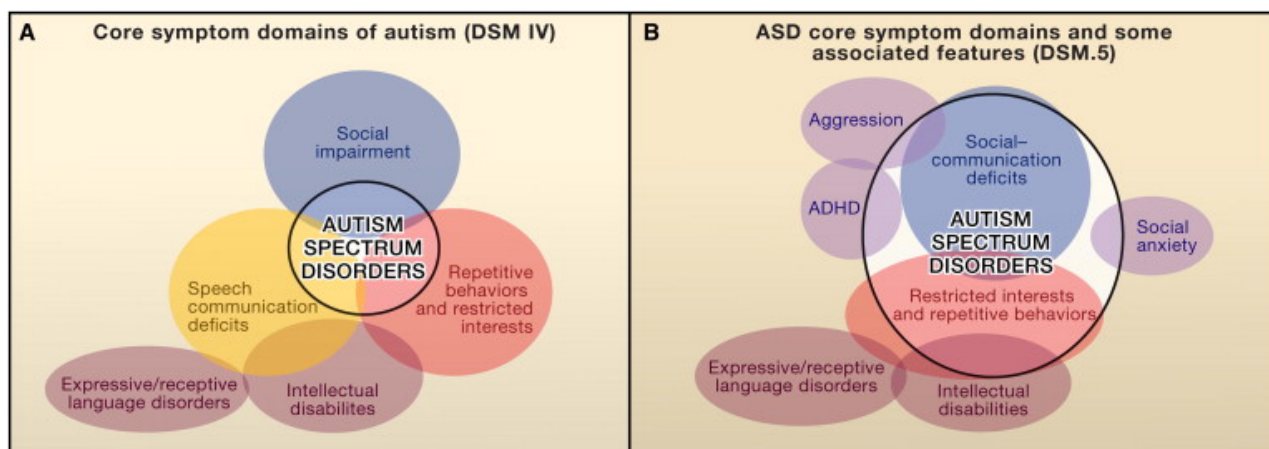 A
Core symptom domains of autism (DSM IV)
Social
impairment
AUTISM
SPECTRUM
DISORDERS
Speech
communication
deficits
Repetitive
behaviors
and restricted
interests
Expressive/receptive
language disorders
Intellectual
disabilites
B
ASD core symptom domains and some
associated features (DSM.5)
Aggression
Social–
communication
deficits
ADHD
AUTISM
SPECTRUM
DISORDERS
Social
anxiety
Restricted interests
and repetitive behaviors
Expressive/receptive
language disorders
Intellectual
disabilities